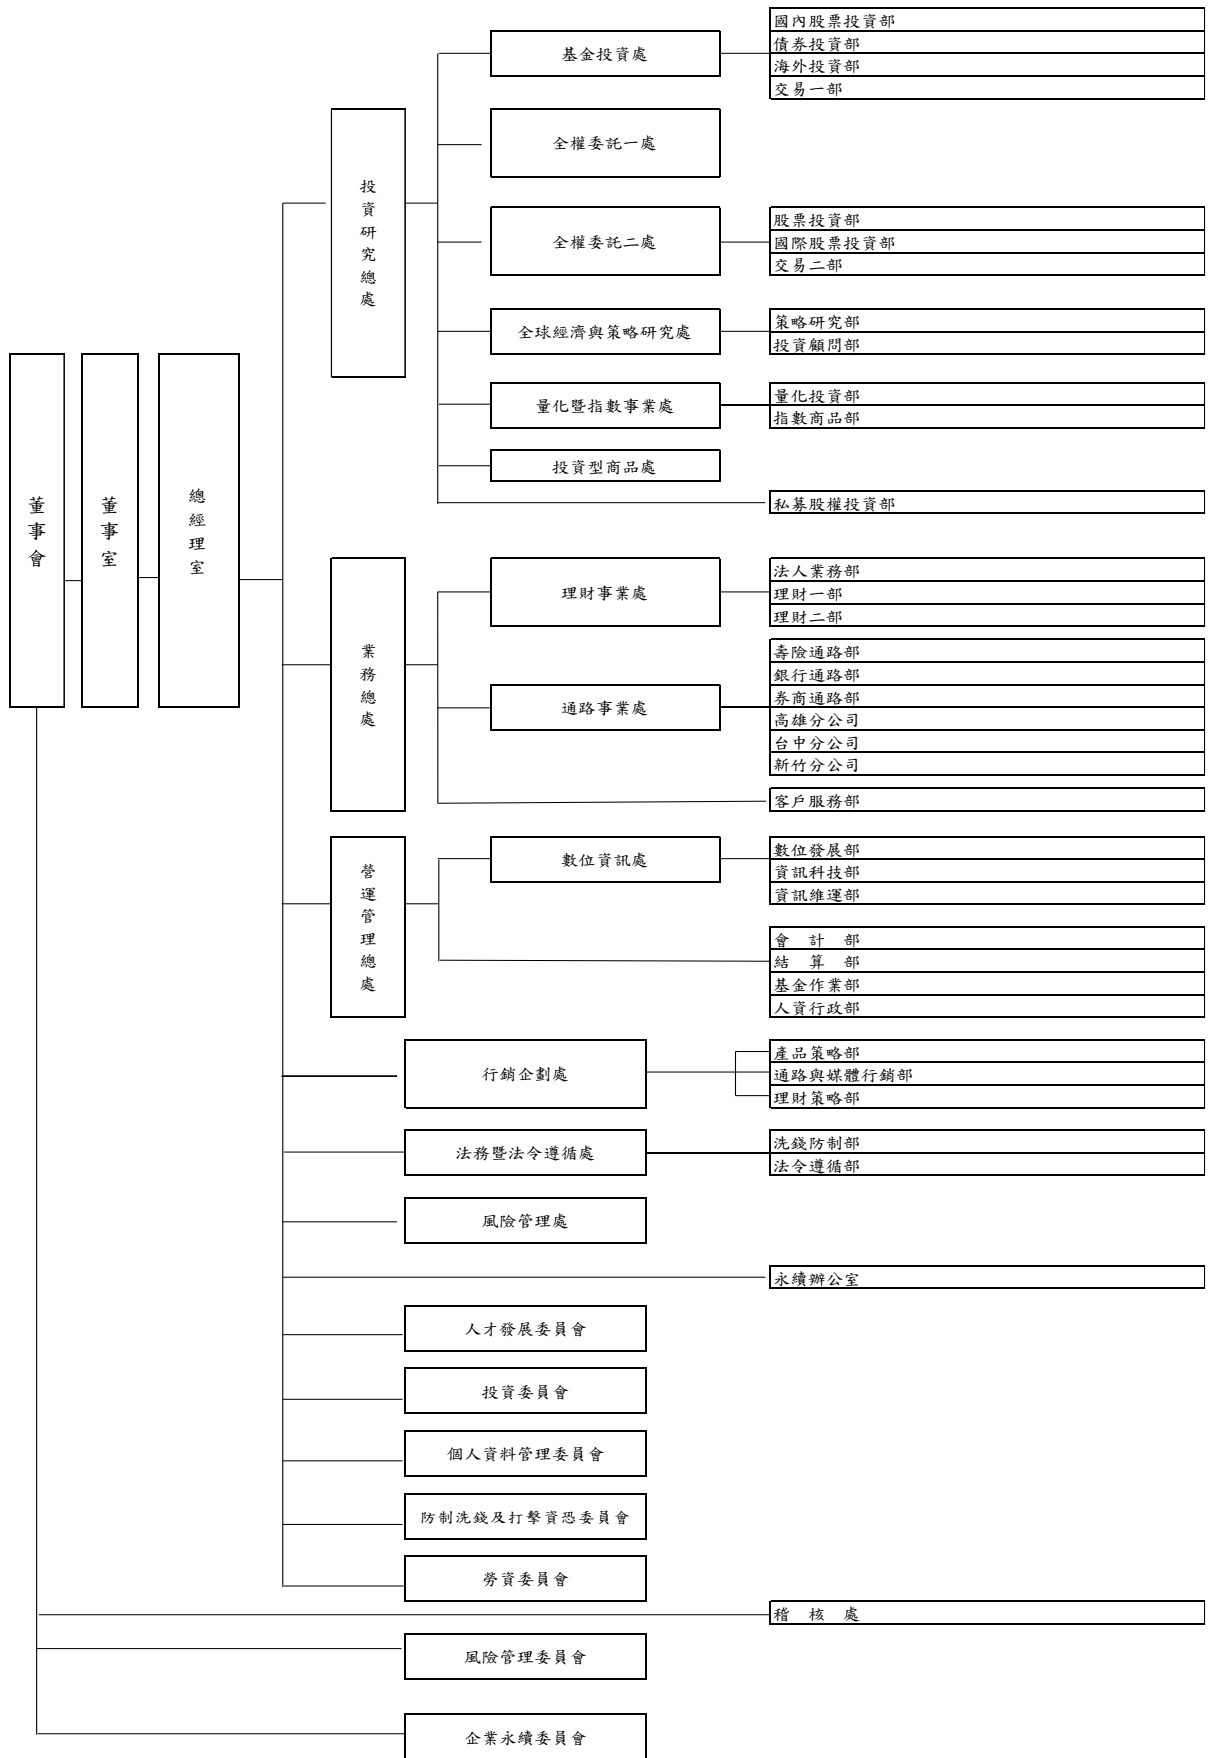 董事會
董事室
總經理室
投資研究總處
基金投資處
國內股票投資部
債券投資部
海外投資部
交易一部
全權委託一處
全權委託二處
股票投資部
國際股票投資部
交易二部
全球經濟與策略研究處
策略研究部
投資顧問部
量化暨指數事業處
量化投資部
指數商品部
投資型商品處
私募股權投資部
業務總處
理財事業處
法人業務部
理財一部
理財二部
通路事業處
壽險通路部
銀行通路部
券商通路部
高雄分公司
台中分公司
新竹分公司
客戶服務部
營運管理總處
數位資訊處
數位發展部
資訊科技部
資訊維運部
會 計 部
結 算 部
基金作業部
人資行政部
行銷企劃處
產品策略部
通路與媒體行銷部
理財策略部
法務暨法令遵循處
洗錢防制部
法令遵循部
風險管理處
永續辦公室
人才發展委員會
投資委員會
個人資料管理委員會
防制洗錢及打擊資恐委員會
勞資委員會
稽 核 處
風險管理委員會
企業永續委員會